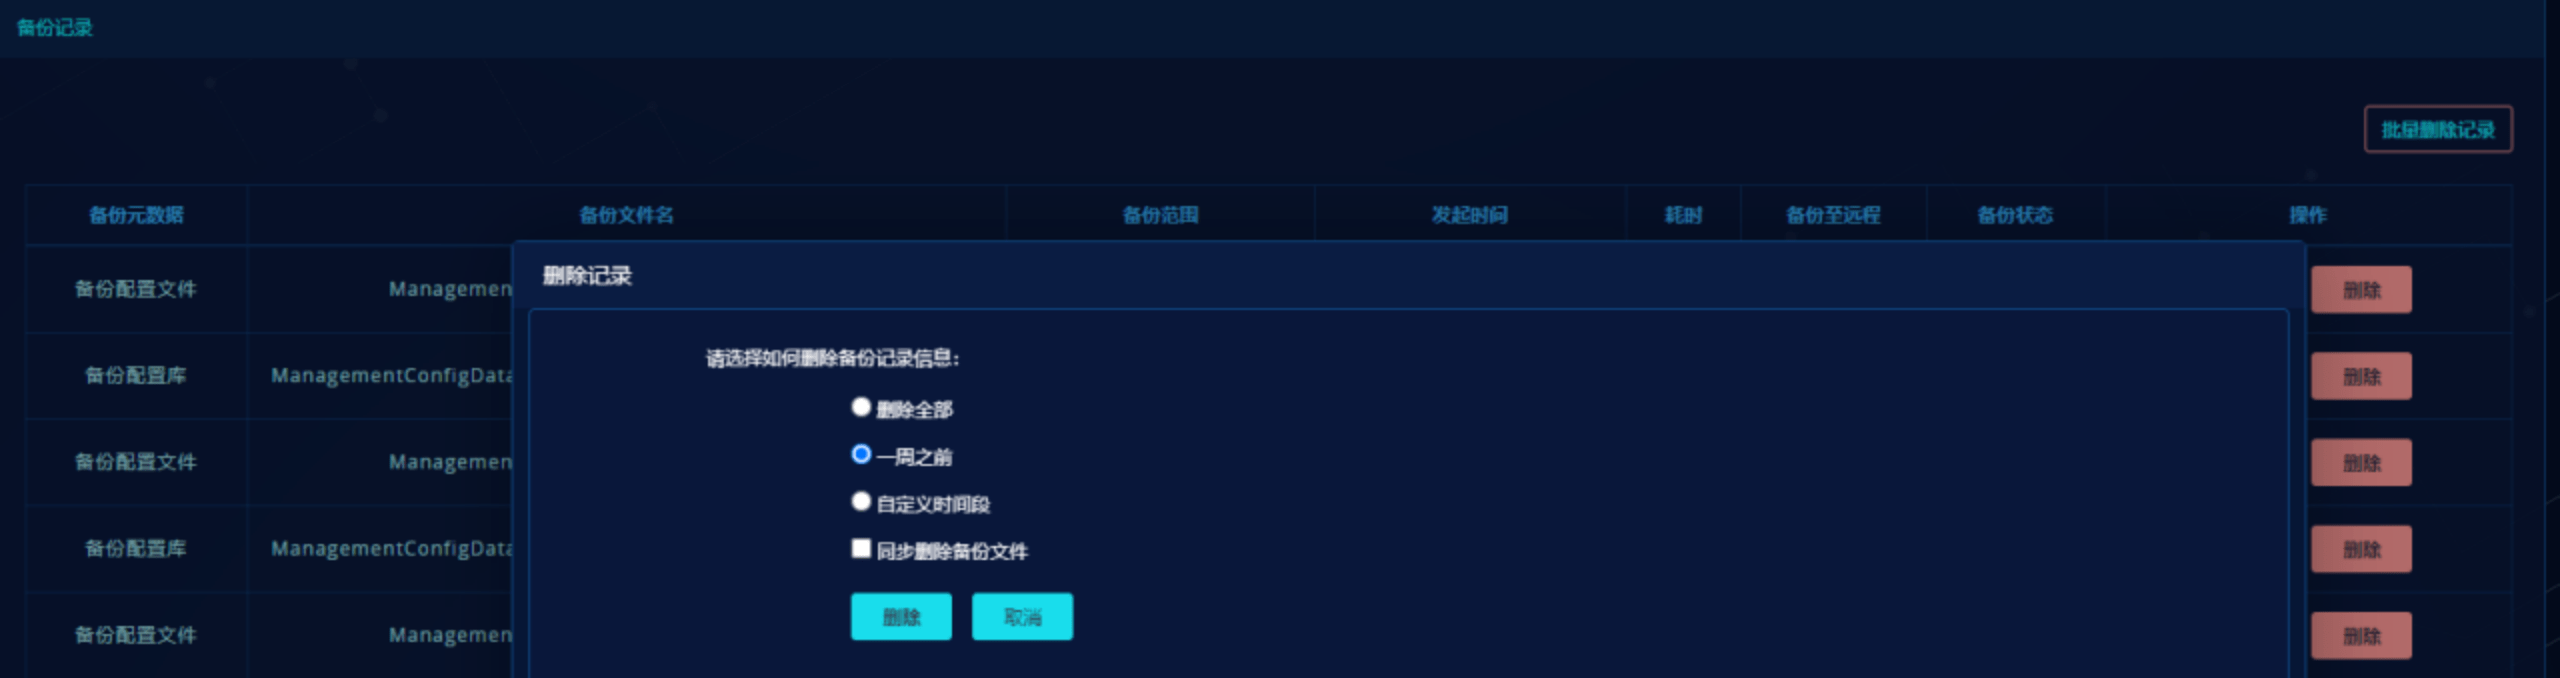 备份记录
批量删除记录
备份元数据 备份文件名 备份范围 发起时间 耗时 备份至远程 备份状态 操作
删除记录
备份配置文件 Managemen 删除
请选择如何删除备份记录信息:
备份配置库 ManagementConfigData 删除
删除全部
一周之前
备份配置文件 Managemen 删除
自定义时间段
同步删除备份文件
备份配置库 ManagementConfigData 删除
删除 取消
备份配置文件 Managemen 删除